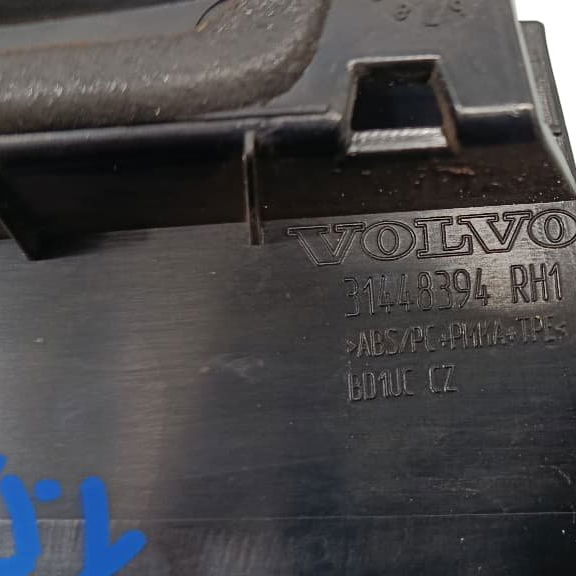 VOLVO
31448394 RH1
>ABS/PC+PMMA+TPE<
BD1UC CZ